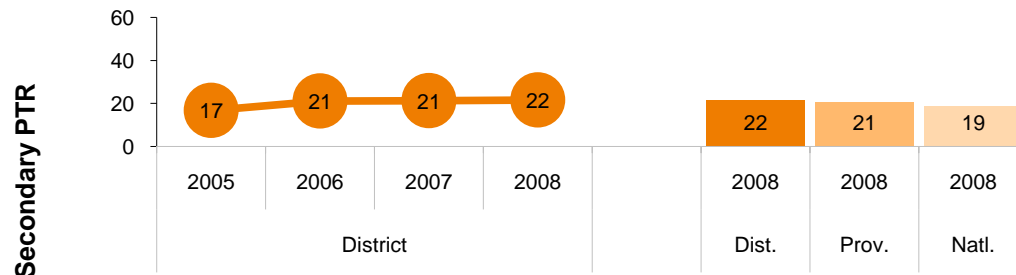 Secondary PTR
60
40
20
0
17 21 21 22 22 21 19
2005 2006 2007 2008 2008 2008 2008
District Dist. Prov. Natl.